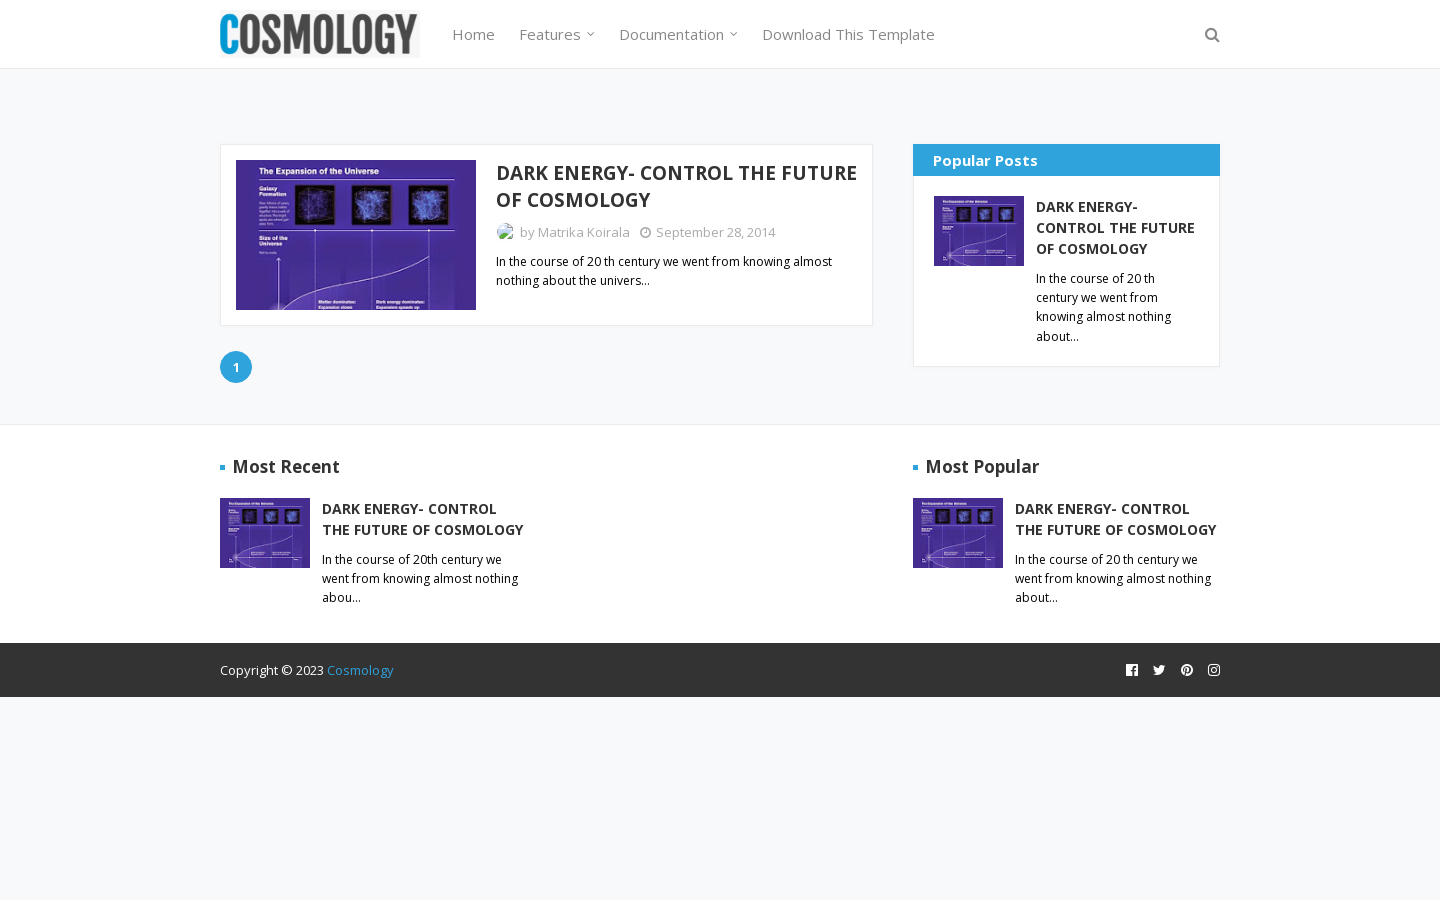 COSMOLOGY
Home
Features
Documentation
Download This Template
The Expansion of the Universe
Galaxy
Formation
Size of the
Universe
Matter dominates:
Expansion slows
Dark energy dominates:
Expansion speeds up
DARK ENERGY- CONTROL THE FUTURE
OF COSMOLOGY
by Matrika Koirala
September 28, 2014
In the course of 20 th century we went from knowing almost
nothing about the univers...
1
Popular Posts
DARK ENERGY-
CONTROL THE FUTURE
OF COSMOLOGY
In the course of 20 th
century we went from
knowing almost nothing
about...
Most Recent
DARK ENERGY- CONTROL
THE FUTURE OF COSMOLOGY
In the course of 20th century we
went from knowing almost nothing
abou...
Most Popular
DARK ENERGY- CONTROL
THE FUTURE OF COSMOLOGY
In the course of 20 th century we
went from knowing almost nothing
about...
Copyright © 2023 Cosmology